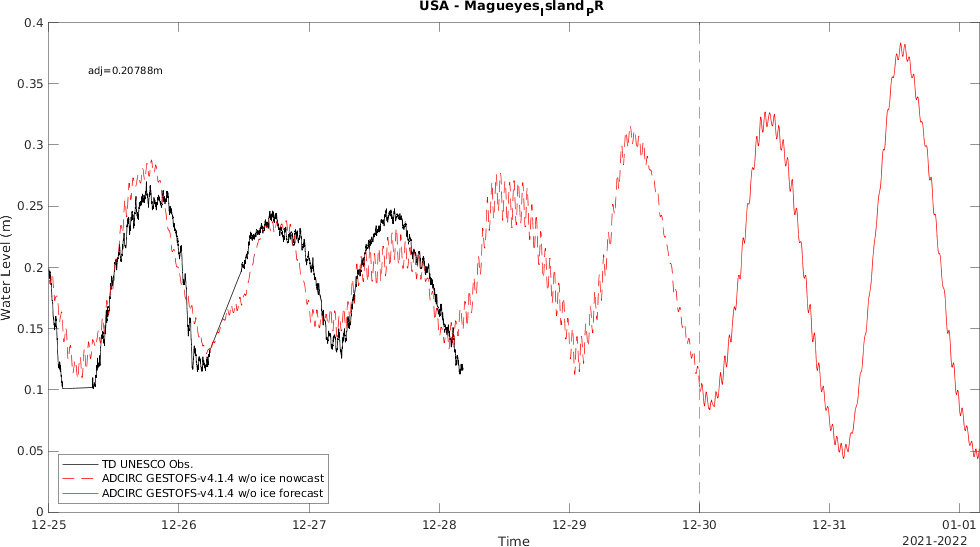 USA - Magueyes_Island_PR
0.4
0.35
0.3
0.25
0.2
0.15
0.1
0.05
0
Water Level (m)
adj=0.20788m
TD UNESCO Obs.
ADCIRC GESTOFS-v4.1.4 w/o ice nowcast
ADCIRC GESTOFS-v4.1.4 w/o ice forecast
12-25 12-26 12-27 12-28 12-29 12-30 12-31 01-01
Time
2021-2022